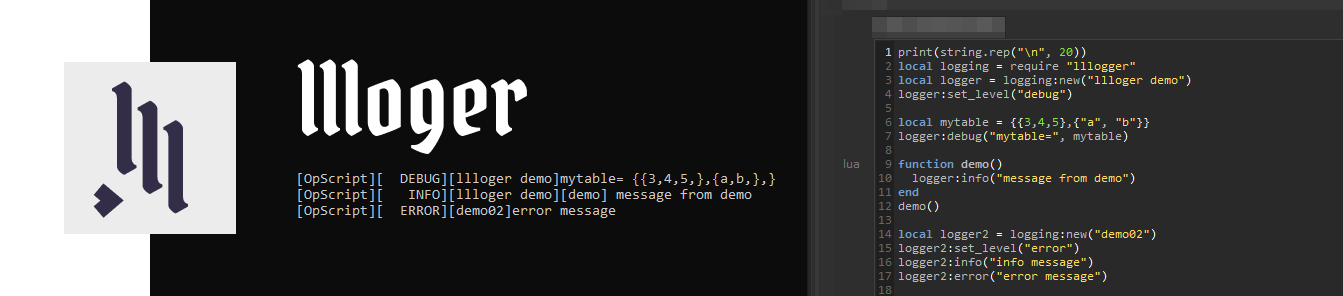 llloger
[OpScript][  DEBUG][llloger demo]mytable= {{3,4,5,},{a,b,},}
[OpScript][   INFO][llloger demo][demo] message from demo
[OpScript][  ERROR][demo02]error message
lua
1 print(string.rep("\n", 20))
2 local logging = require "lllogger"
3 local logger = logging:new("llloger demo")
4 logger:set_level("debug")
5
6 local mytable = {{3,4,5},{"a", "b"}}
7 logger:debug("mytable=", mytable)
8
9 function demo()
10   logger:info("message from demo")
11 end
12 demo()
13
14 local logger2 = logging:new("demo02")
15 logger2:set_level("error")
16 logger2:info("info message")
17 logger2:error("error message")
18